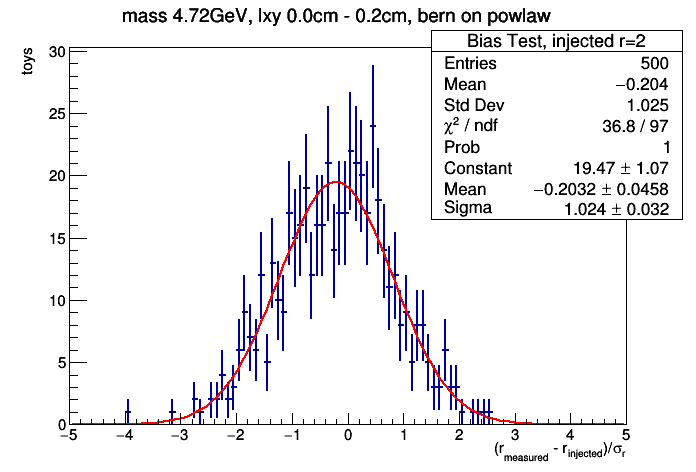 mass 4.72GeV, lxy 0.0cm - 0.2cm, bern on powlaw
Bias Test, injected r=2
Entries 500
Mean −0.204
Std Dev 1.025
χ² / ndf 36.8 / 97
Prob 1
Constant 19.47 ± 1.07
Mean −0.2032 ± 0.0458
Sigma 1.024 ± 0.032
toys
30
25
20
15
10
5
0
−5 −4 −3 −2 −1 0 1 2 3 4 5
(r_measured - r_injected)/σ_r